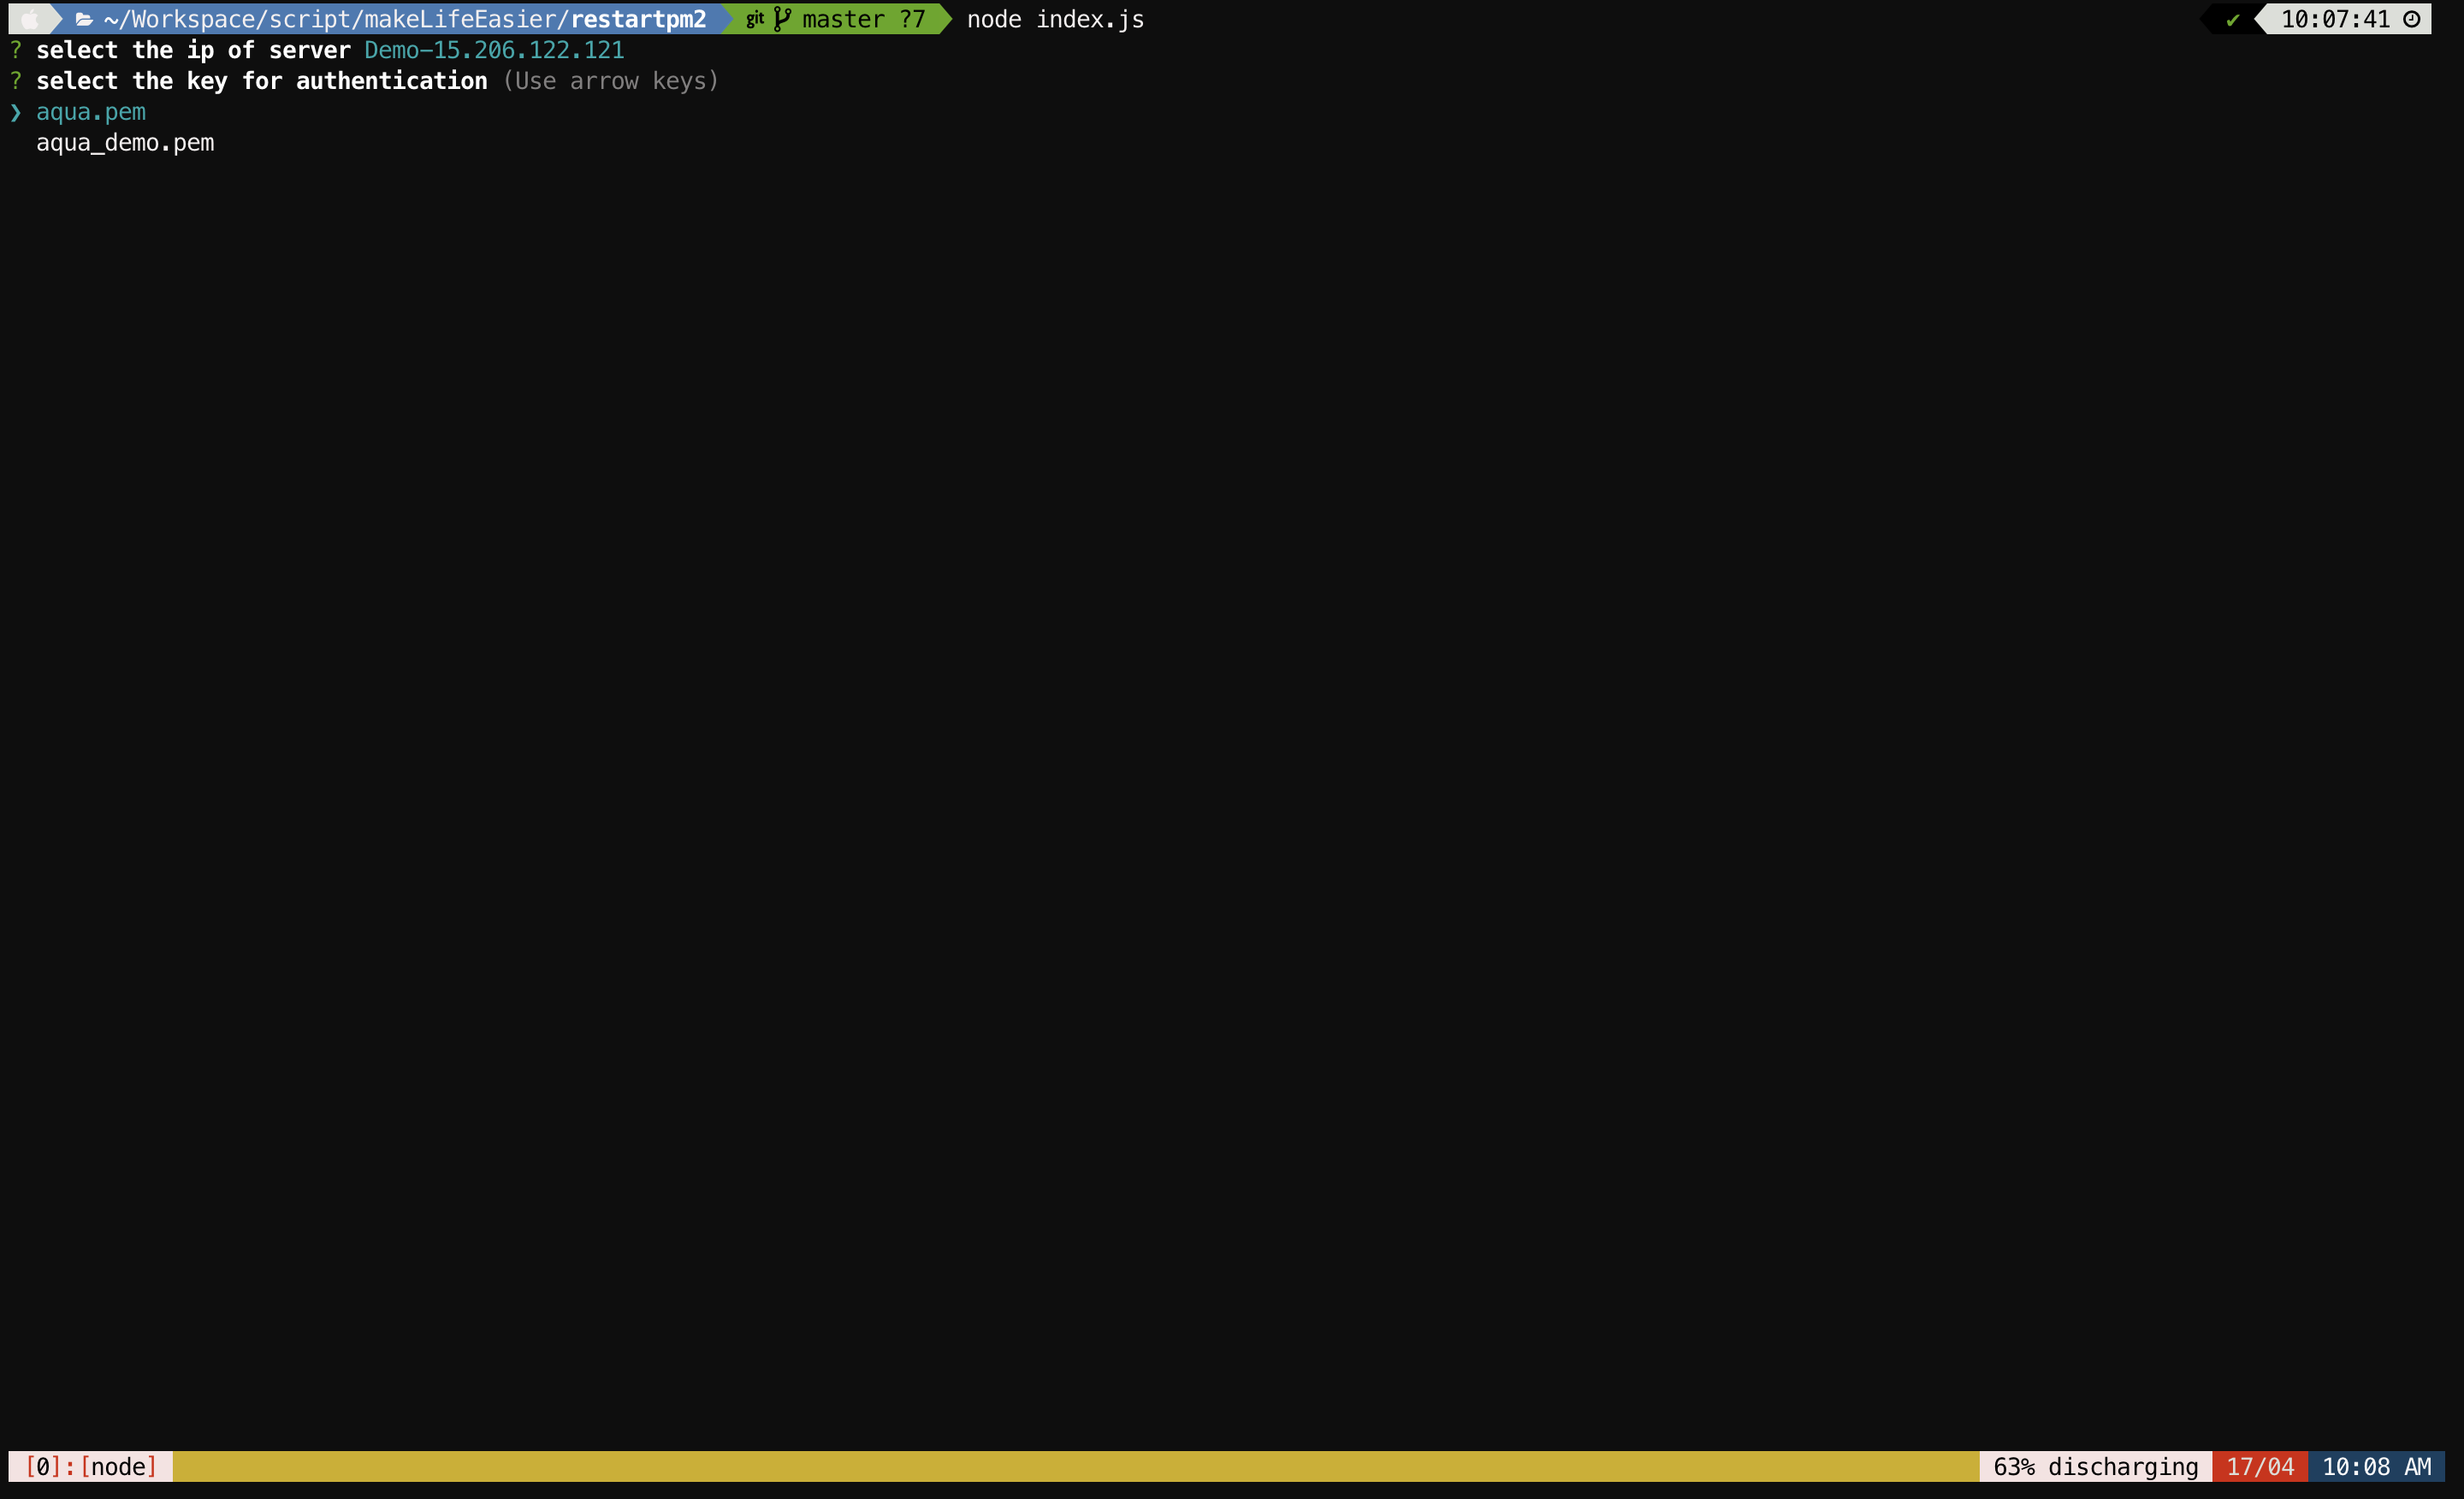 ~/Workspace/script/makeLifeEasier/restartpm2 git master ?7 node index.js ✔ 10:07:41
? select the ip of server Demo-15.206.122.121
? select the key for authentication (Use arrow keys)
❯ aqua.pem
aqua_demo.pem
[0]:[node] 63% discharging 17/04 10:08 AM